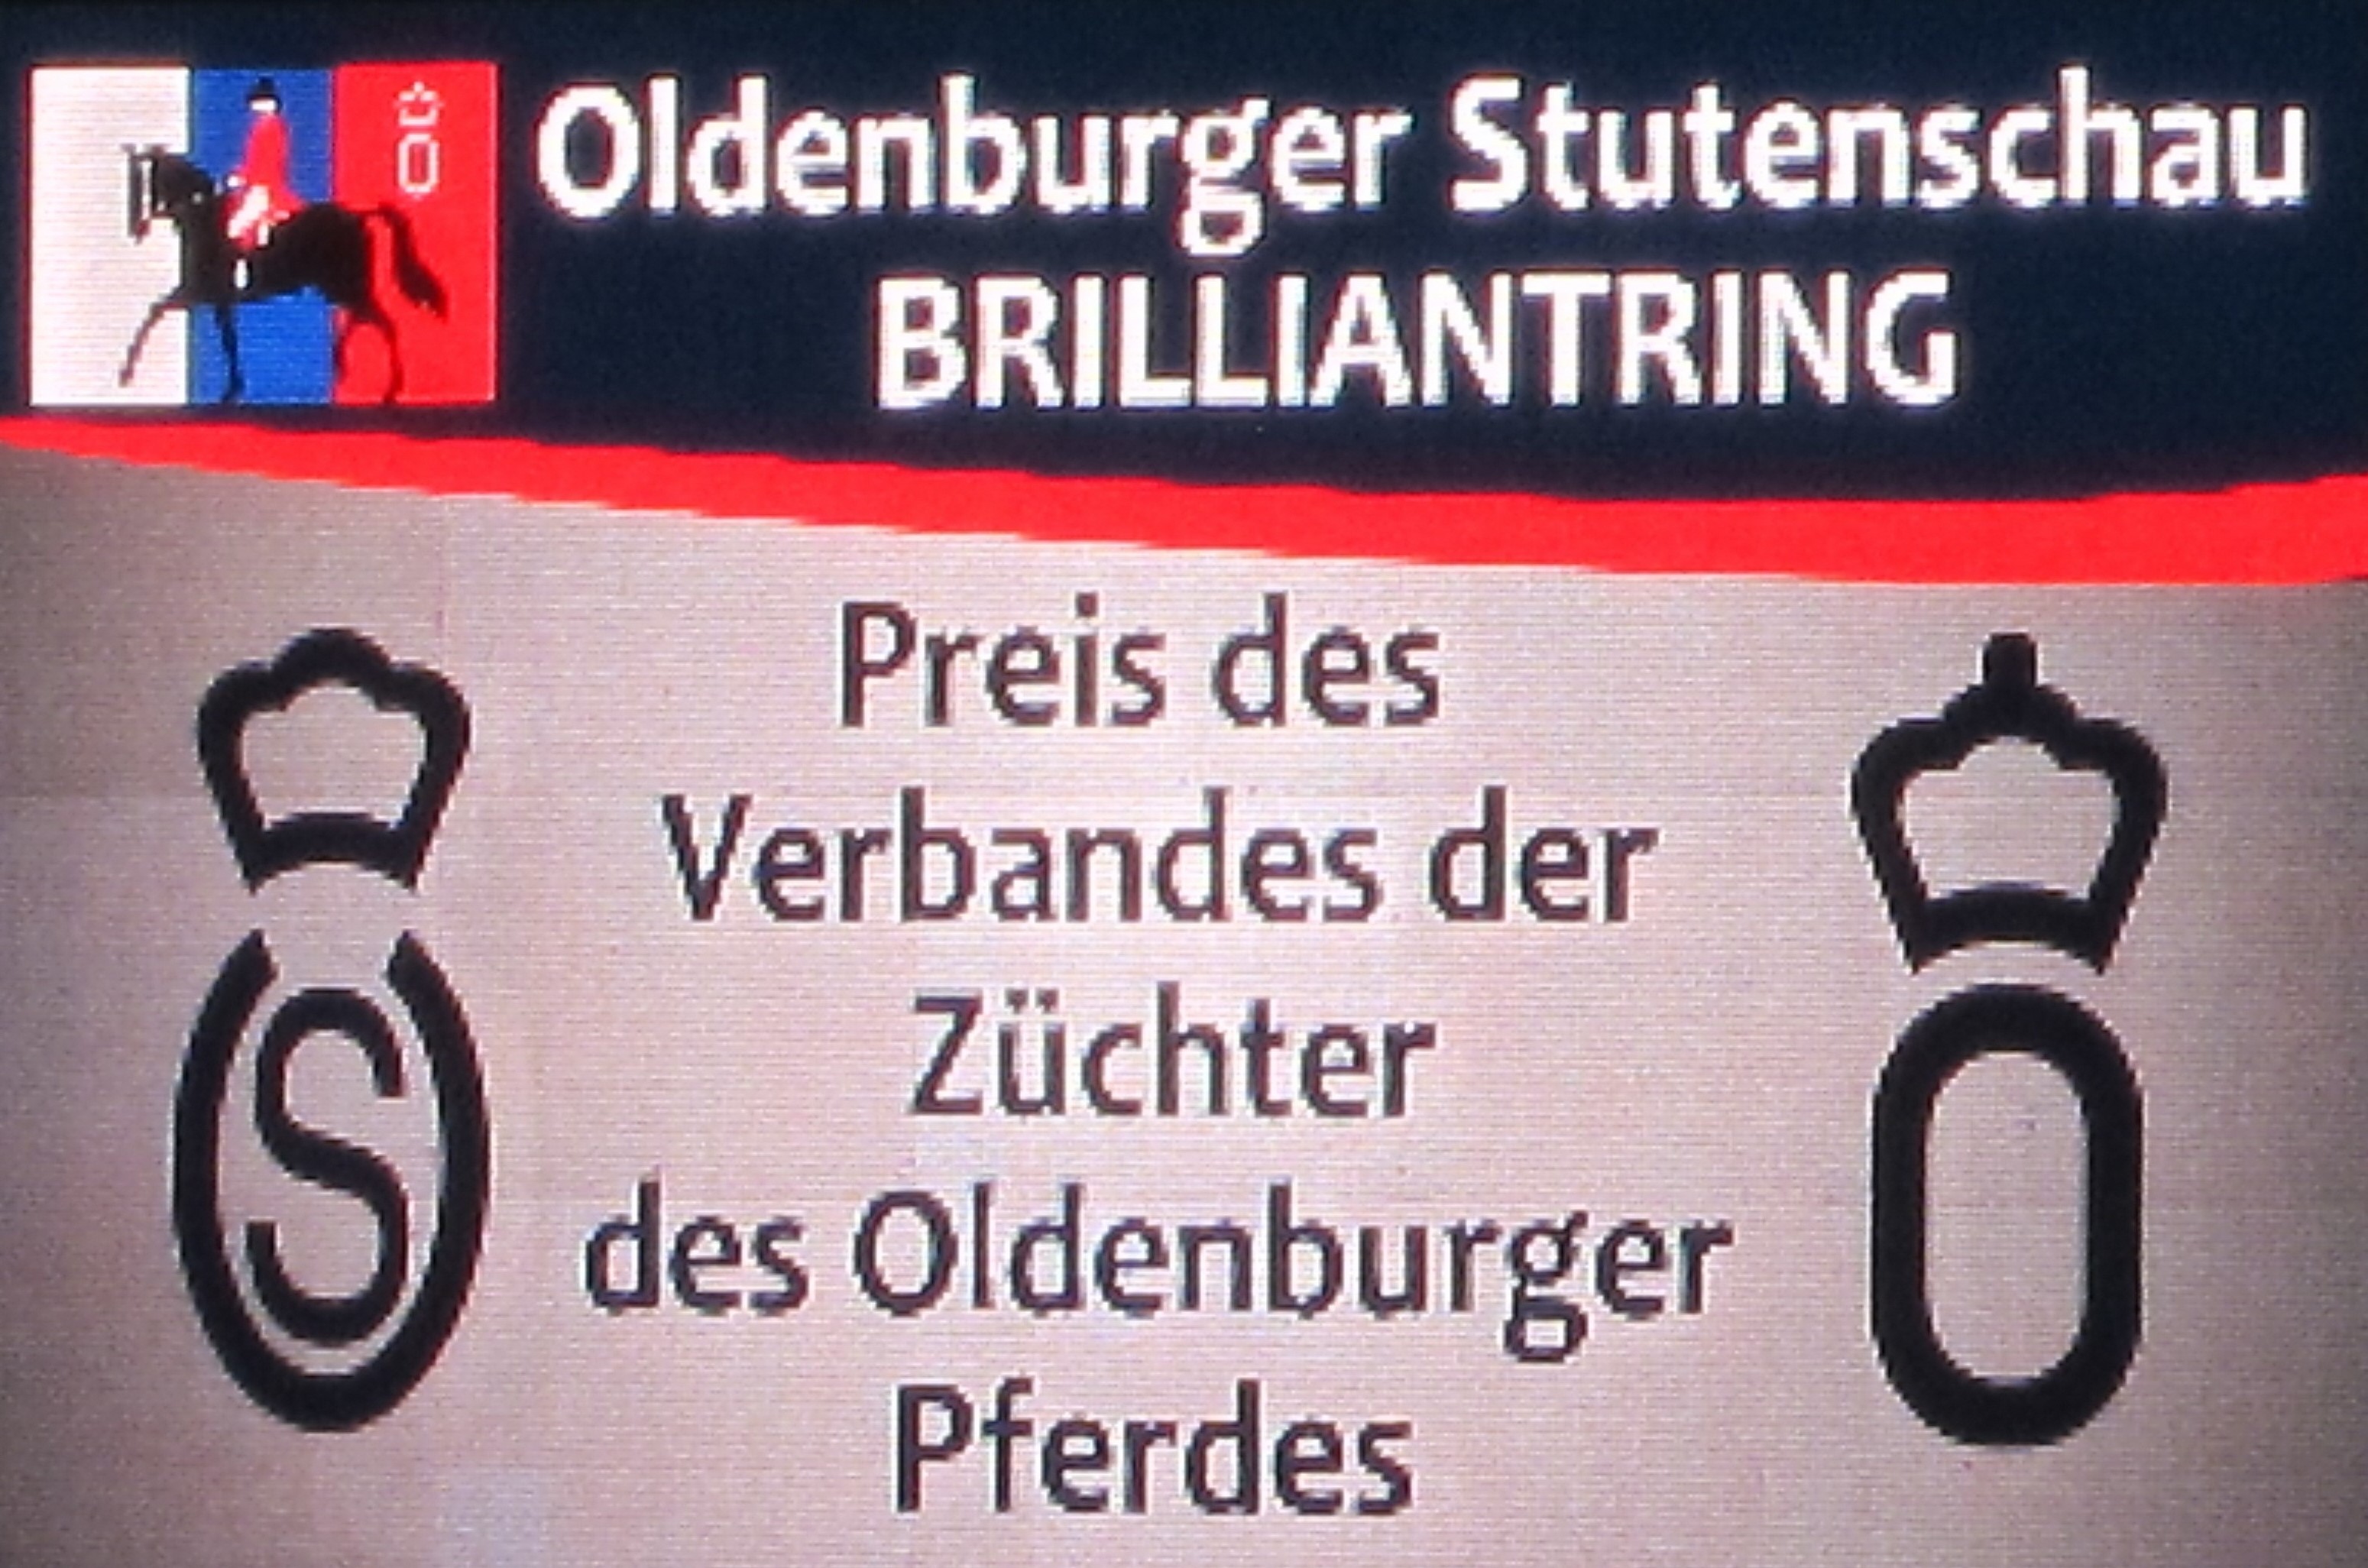 Oldenburger Stutenschau
BRILLIANTRING
Preis des
Verbandes der
Züchter
des Oldenburger
Pferdes
S
O